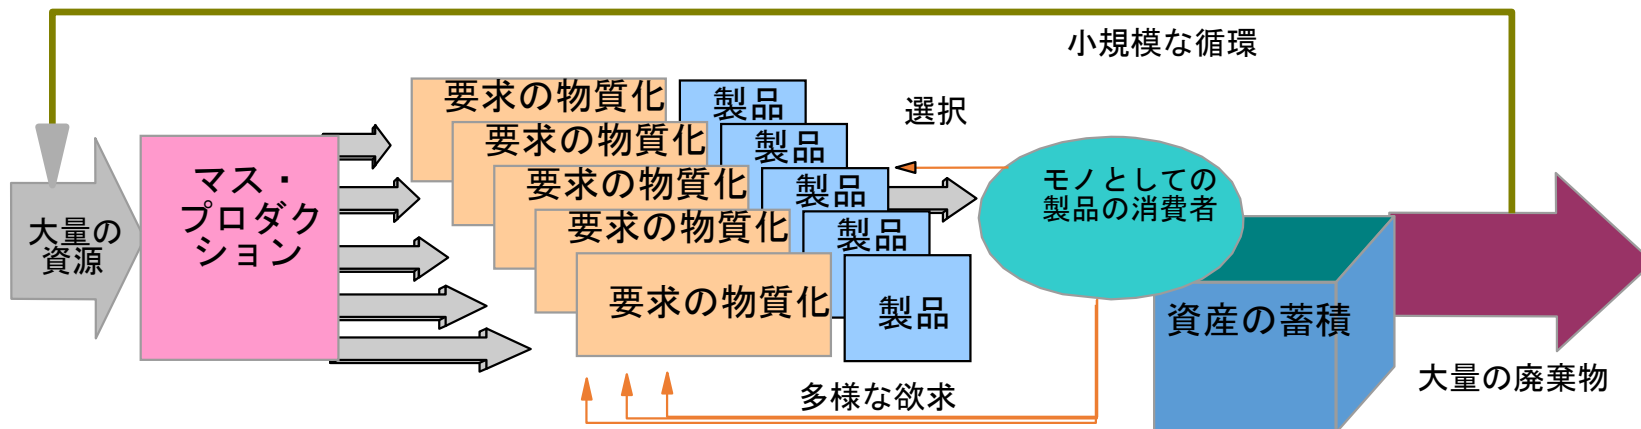 小規模な循環
選択
要求の物質化
製品
要求の物質化
製品
要求の物質化
製品
要求の物質化
製品
要求の物質化
製品
マス・
プロダク
ション
大量の
資源
モノとしての
製品の消費者
資産の蓄積
多様な欲求
大量の廃棄物